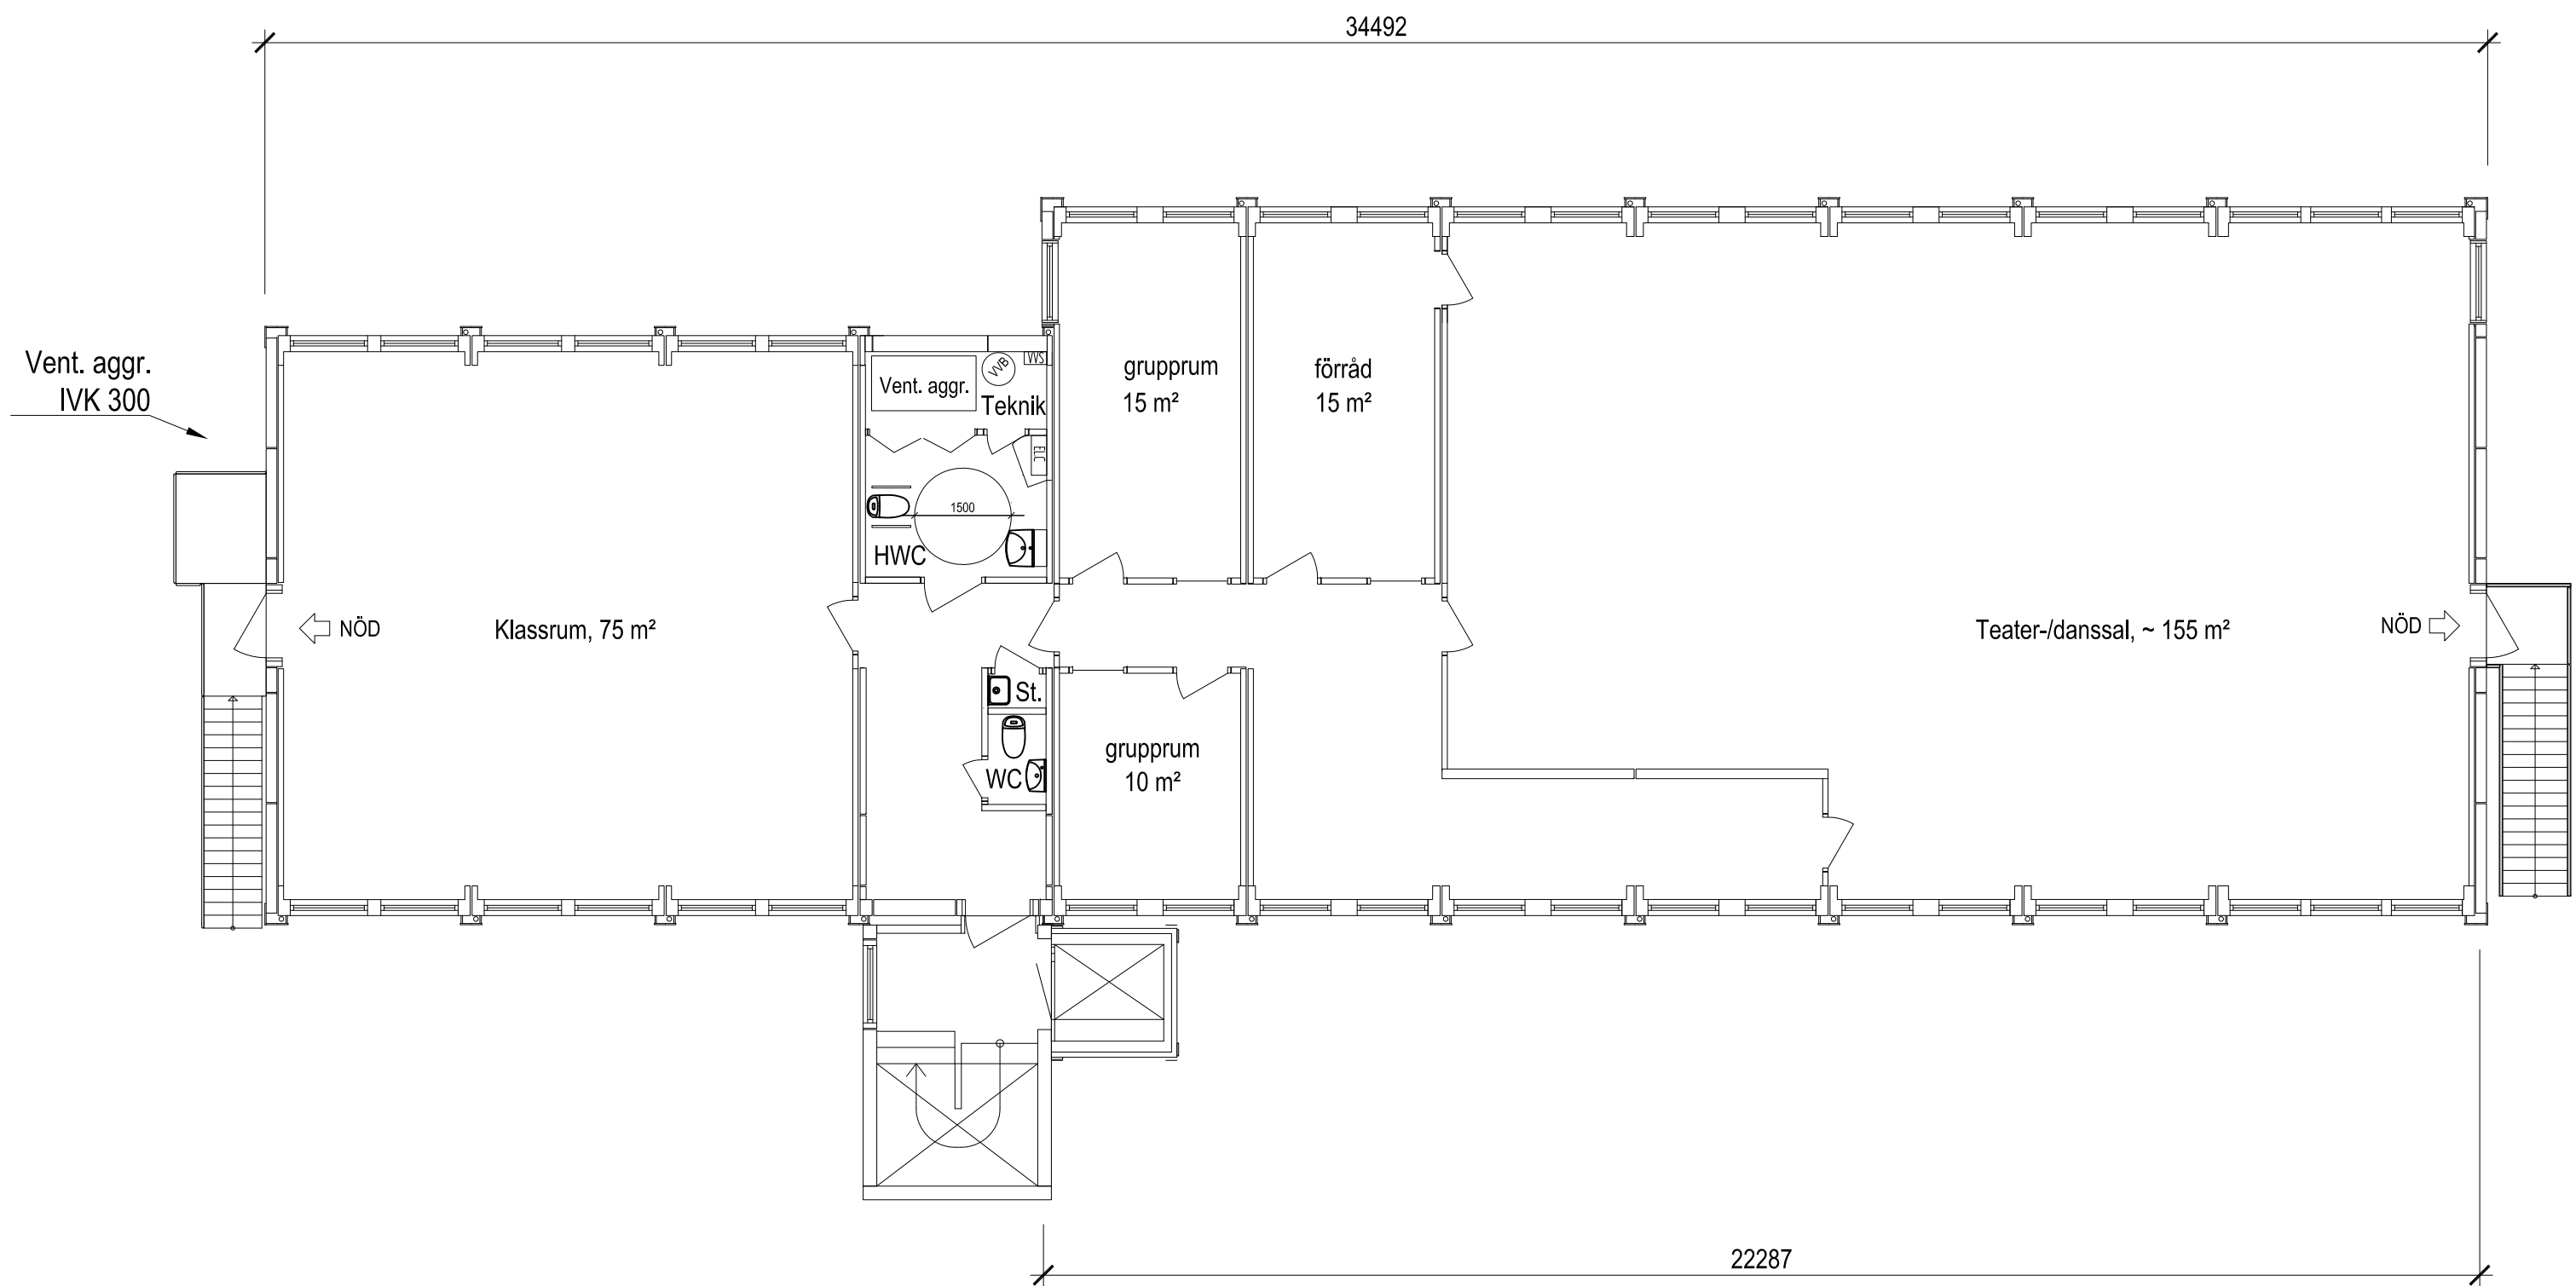 34492
Vent. aggr.
IVK 300
Vent. aggr.
VVB
VVS
Teknik
ELC
1500
HWC
grupprum
15 m²
förråd
15 m²
NÖD
Klassrum, 75 m²
Teater-/danssal, ~ 155 m²
NÖD
St.
WC
grupprum
10 m²
22287